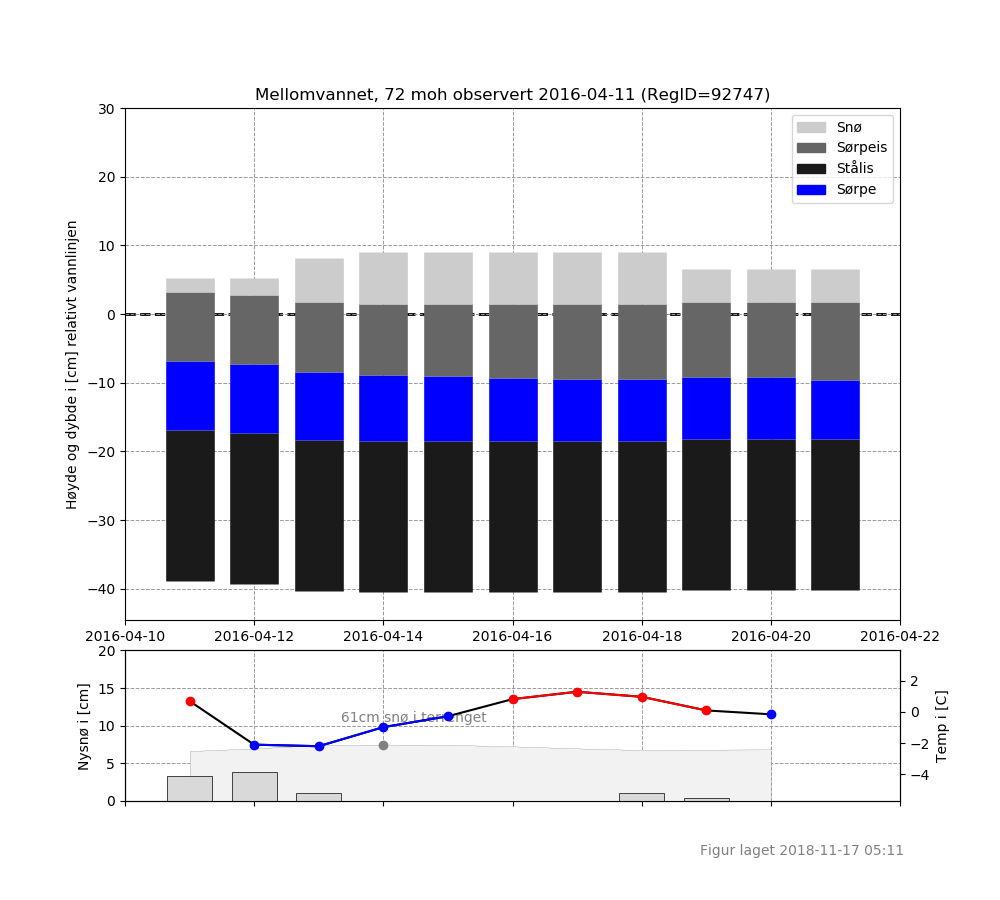 Mellomvannet, 72 moh observert 2016-04-11 (RegID=92747)
Høyde og dybde i [cm] relativt vannlinjen
30
20
10
0
−10
−20
−30
−40
Snø
Sørpeis
Stålis
Sørpe
2016-04-10 2016-04-12 2016-04-14 2016-04-16 2016-04-18 2016-04-20 2016-04-22
Nysnø i [cm]
20
15
10
5
0
61cm snø i terrenget
2
0
−2
−4
Temp i [C]
Figur laget 2018-11-17 05:11